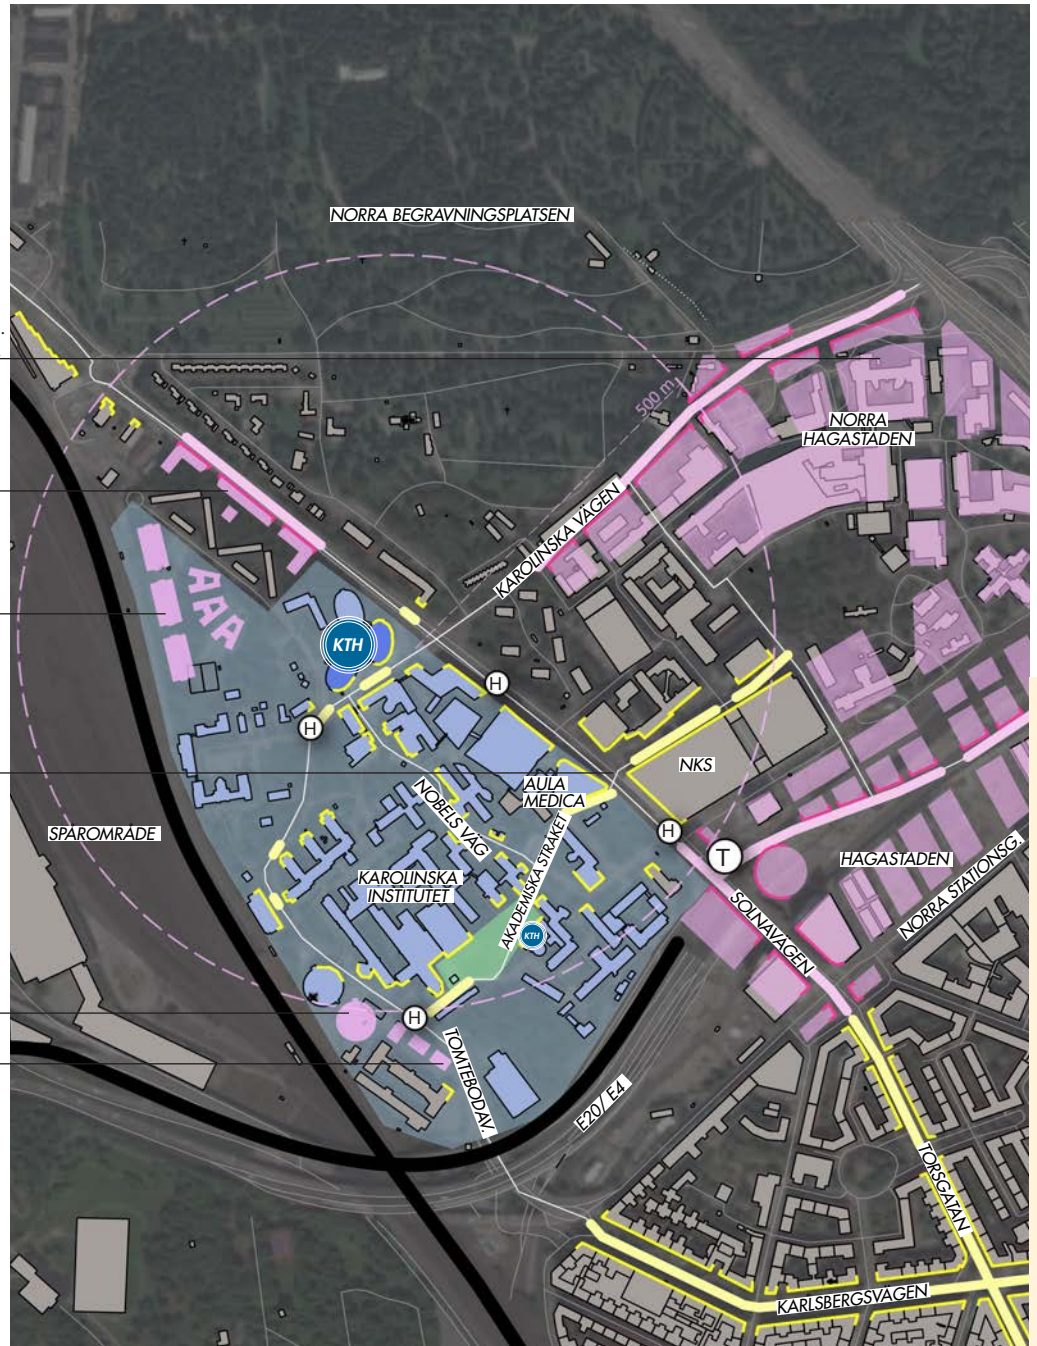 NORRA BEGRAVNINGSPLATSEN
.
500 m
NORRA
HAGASTADEN
KAROLINSKA VÄGEN
AAA
KTH
H
H
NKS
AULA
MEDICA
NOBELS VÄG
AKADEMISKA STRÅKET
SPÅROMRÅDE
H
T
HAGASTADEN
KAROLINSKA
INSTITUTET
NORRA STATIONSG.
SOLNAVÄGEN
KTH
H
TOMTEBODAV.
E20/ E4
TORSGATAN
KARLSBERGSVÄGEN